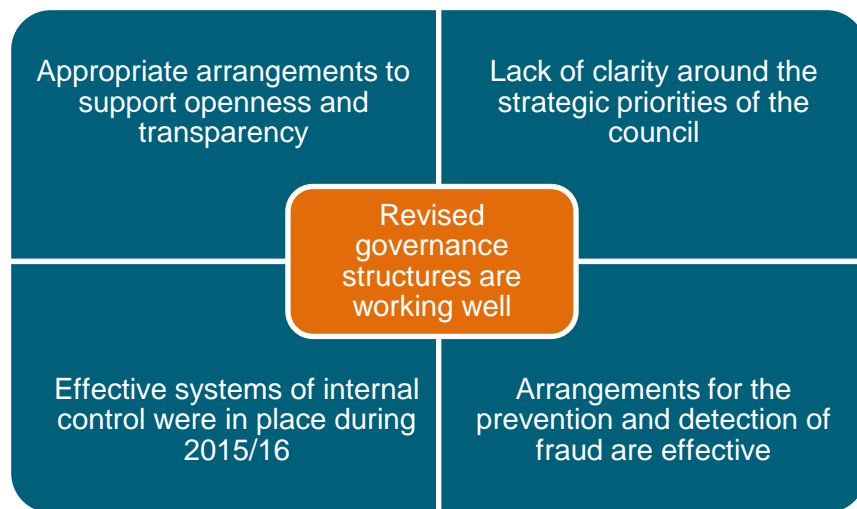 Appropriate arrangements to
support openness and
transparency
Lack of clarity around the
strategic priorities of the
council
Revised
governance
structures are
working well
Effective systems of internal
control were in place during
2015/16
Arrangements for the
prevention and detection of
fraud are effective